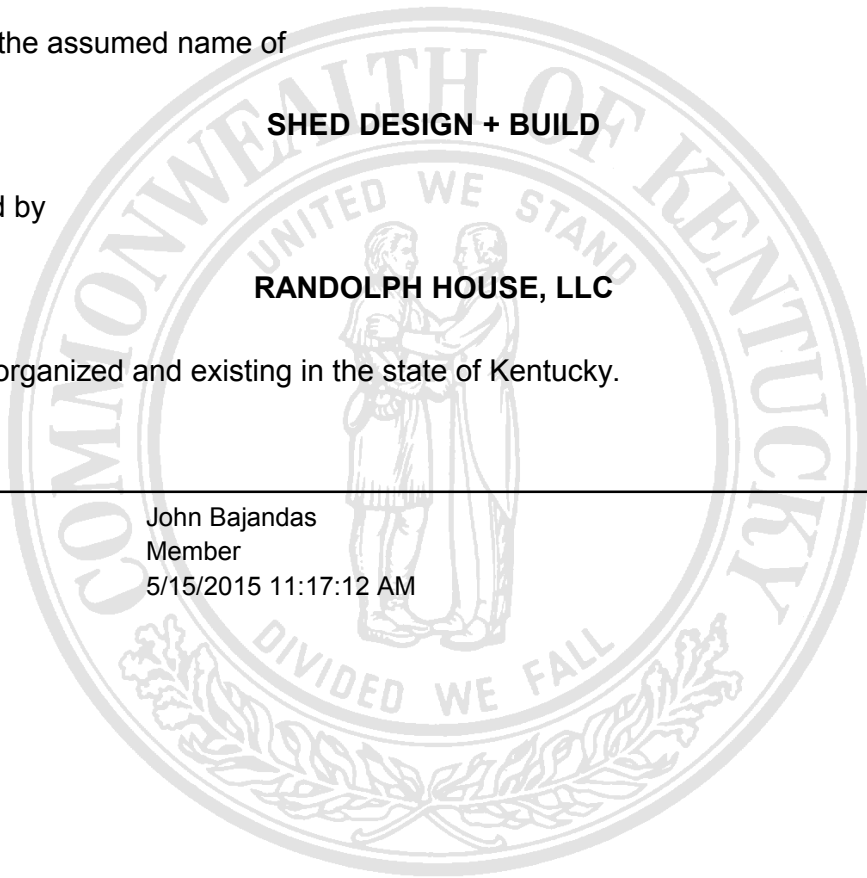 the assumed name of
SHED DESIGN + BUILD
d by
RANDOLPH HOUSE, LLC
organized and existing in the state of Kentucky.
John Bajandas
Member
5/15/2015 11:17:12 AM
COMMONWEALTH OF KENTUCKY
UNITED WE STAND
DIVIDED WE FALL